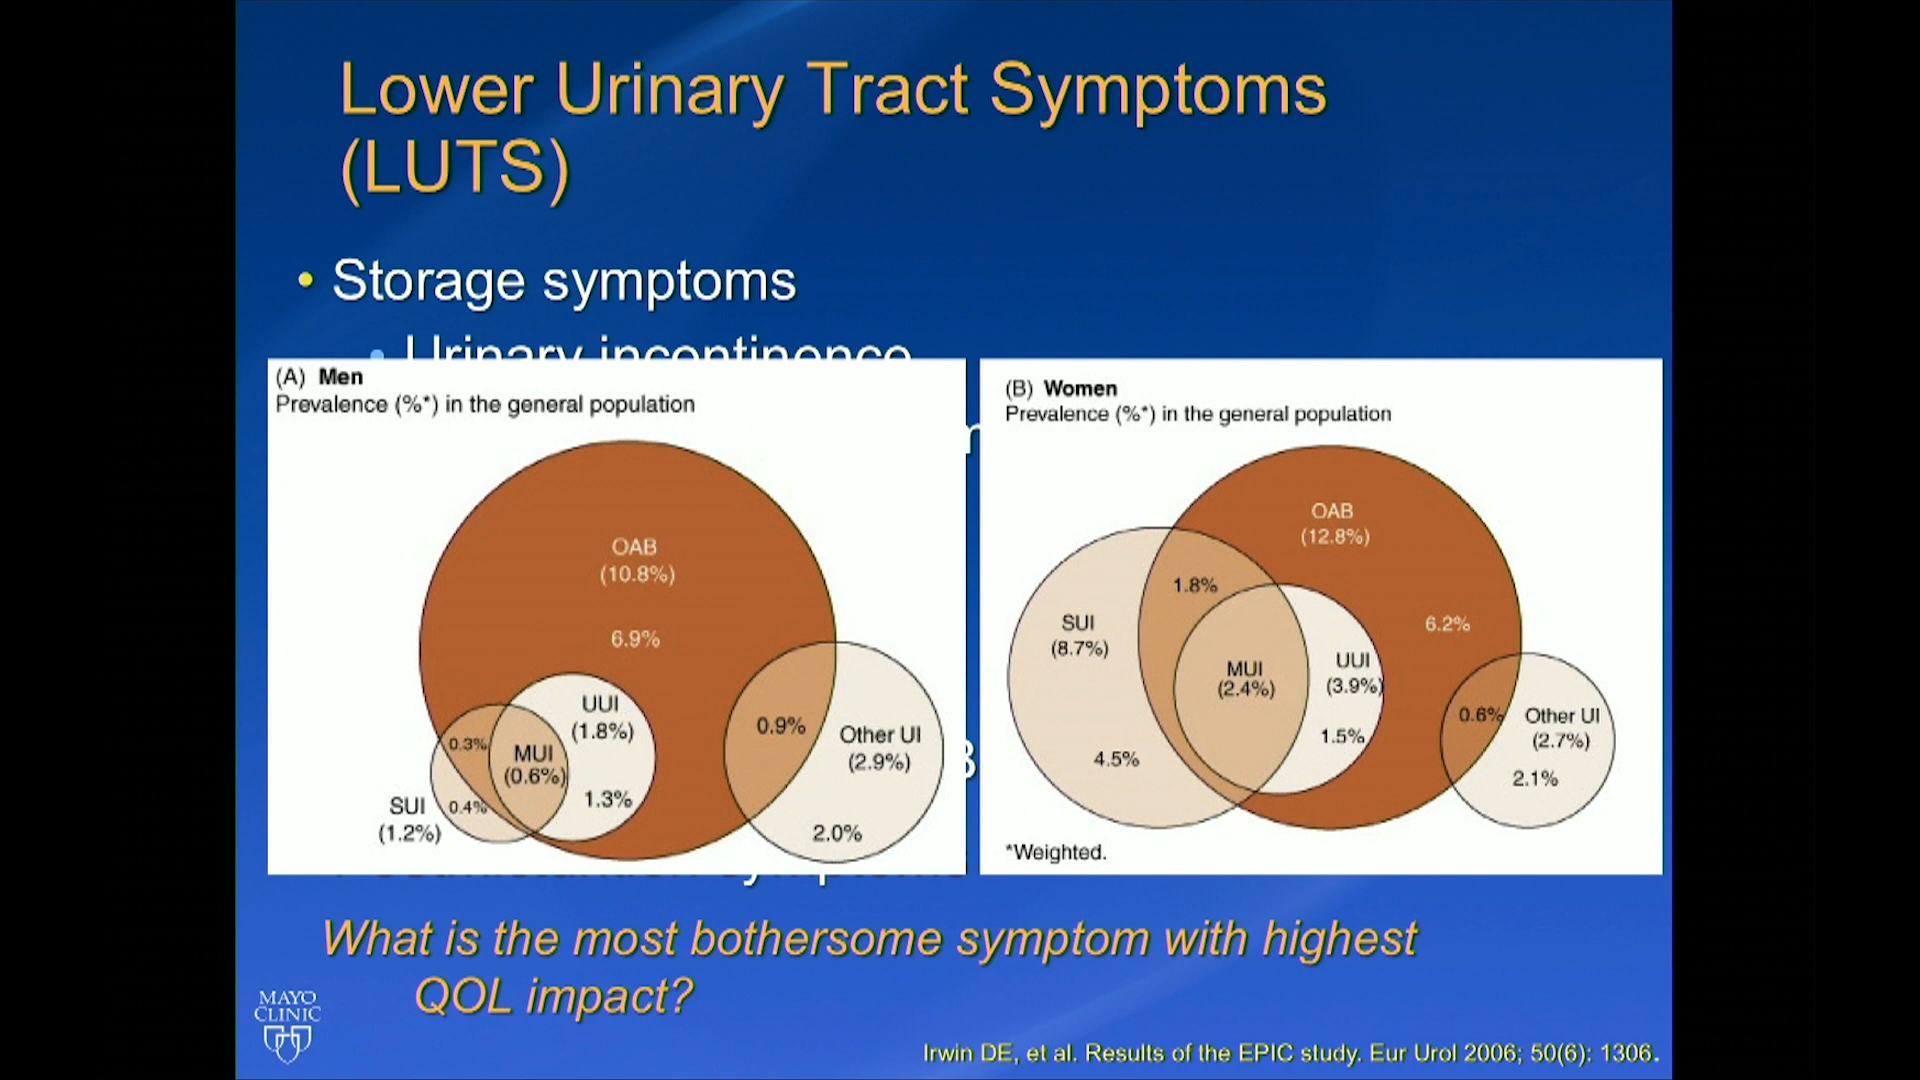 Lower Urinary Tract Symptoms
(LUTS)
• Storage symptoms
• Urinary incontinence
(A) Men
Prevalence (%*) in the general population
OAB
(10.8%)
6.9%
UUI
(1.8%)
0.3%
MUI
(0.6%)
1.3%
SUI
(1.2%)
0.4%
0.9%
Other UI
(2.9%)
2.0%
(B) Women
Prevalence (%*) in the general population
OAB
(12.8%)
1.8%
SUI
(8.7%)
6.2%
MUI
(2.4%)
UUI
(3.9%)
1.5%
4.5%
0.6%
Other UI
(2.7%)
2.1%
*Weighted.
symptoms
What is the most bothersome symptom with highest
QOL impact?
MAYO
CLINIC
Irwin DE, et al. Results of the EPIC study. Eur Urol 2006; 50(6): 1306.